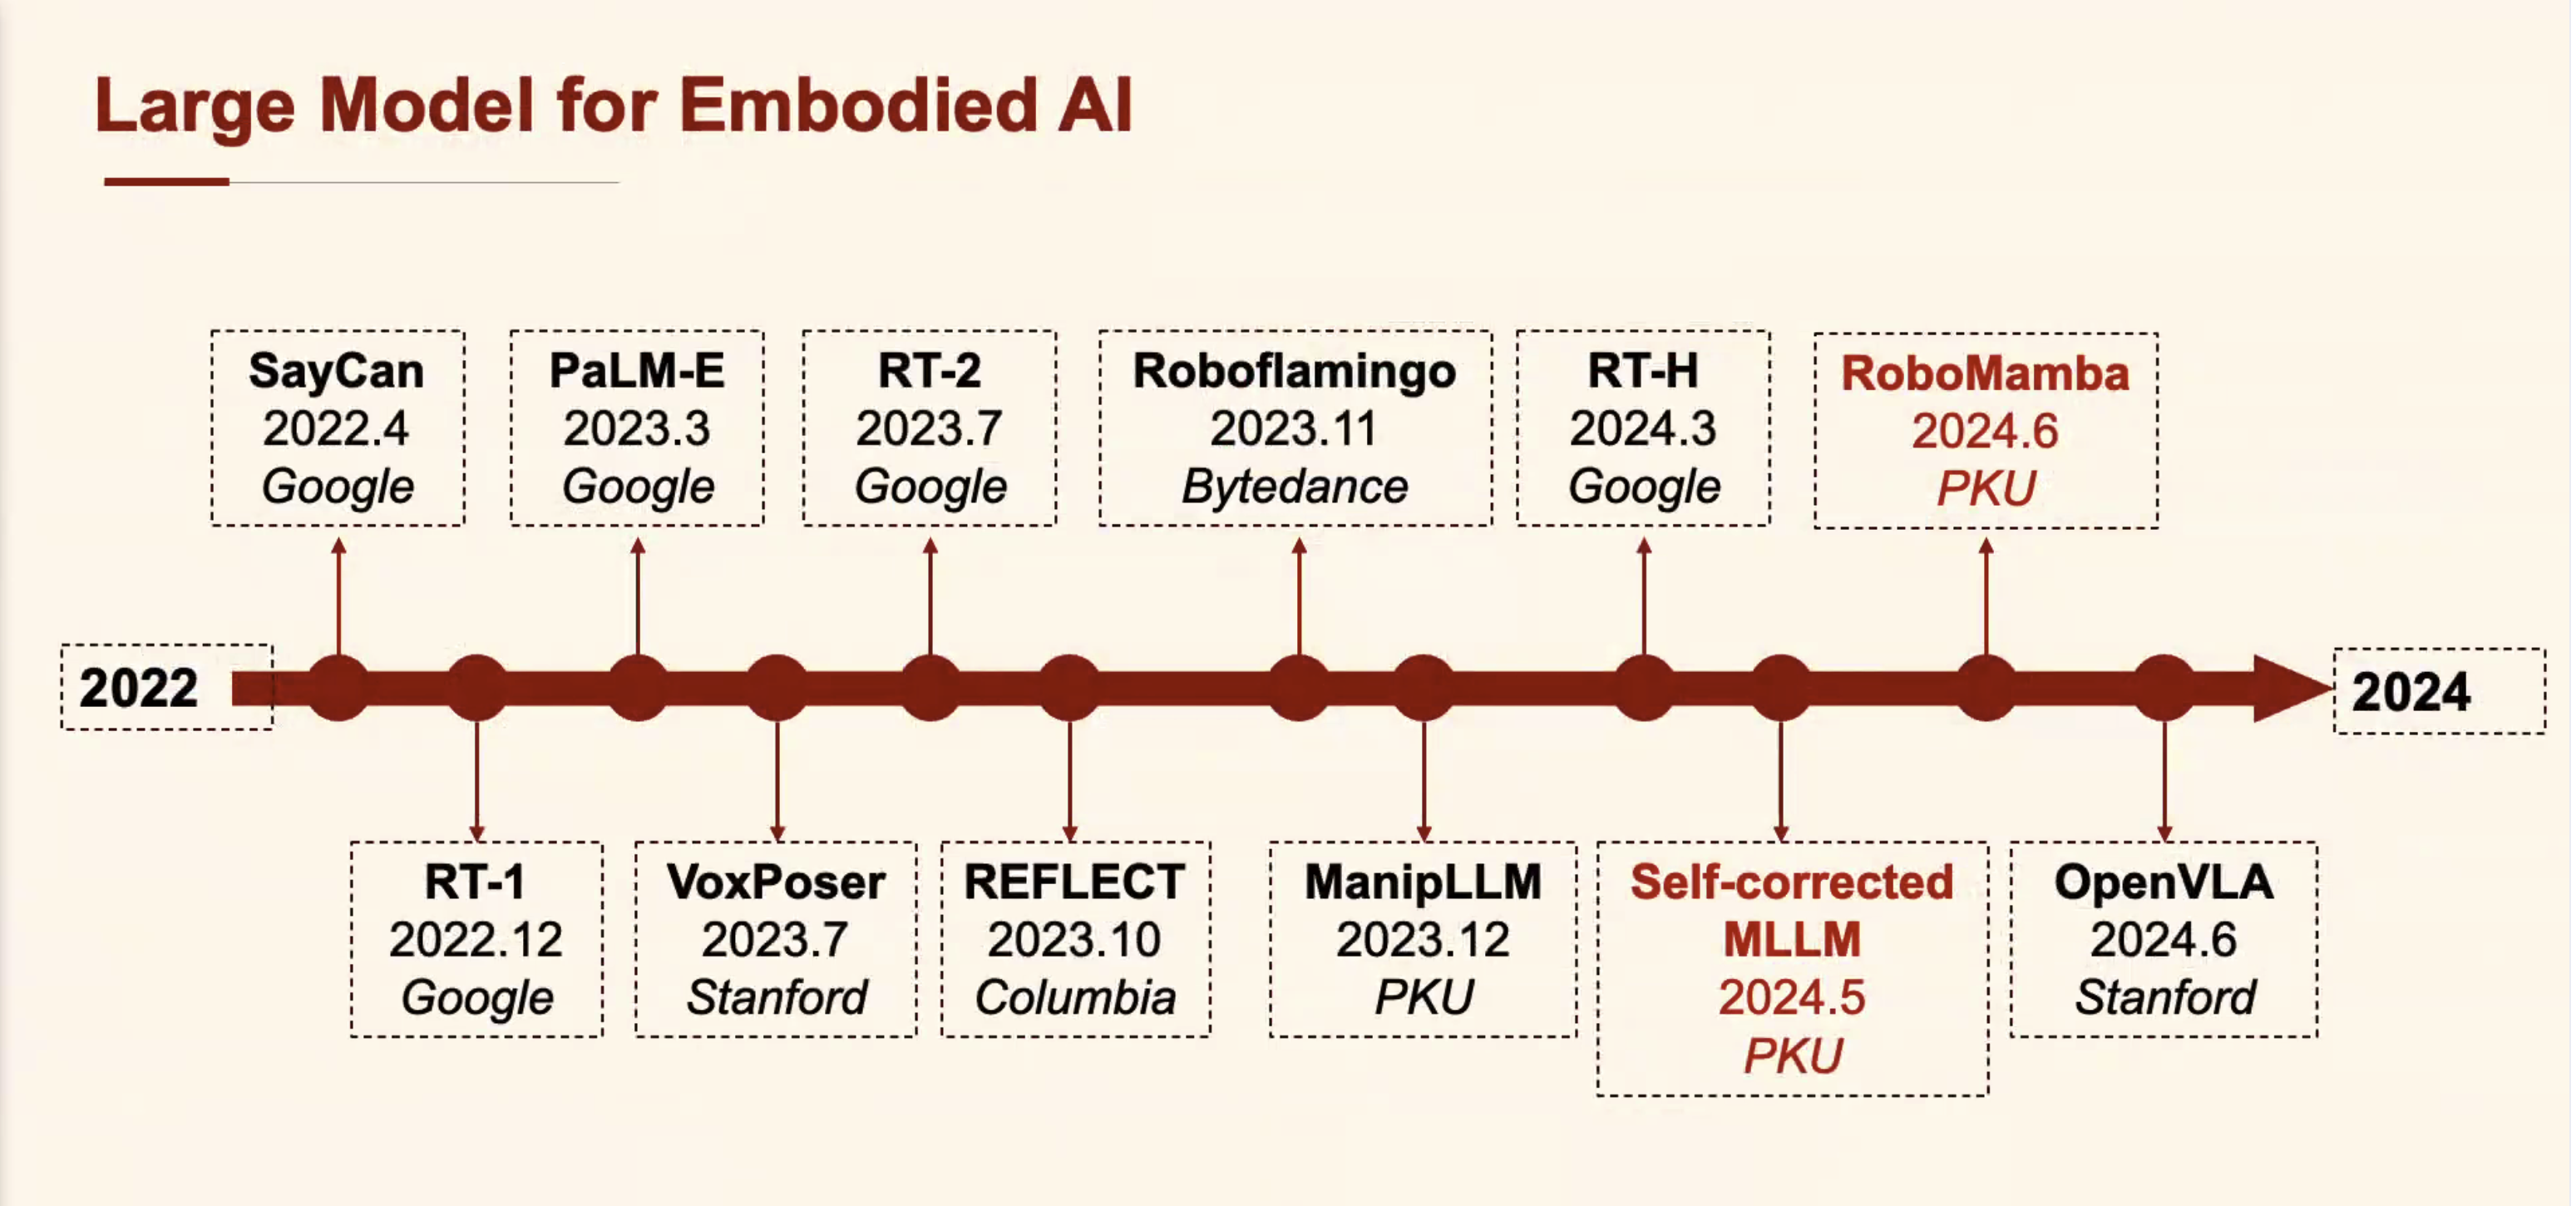 Large Model for Embodied AI
SayCan
2022.4
Google
PaLM-E
2023.3
Google
RT-2
2023.7
Google
Roboflamingo
2023.11
Bytedance
RT-H
2024.3
Google
RoboMamba
2024.6
PKU
2022
2024
RT-1
2022.12
Google
VoxPoser
2023.7
Stanford
REFLECT
2023.10
Columbia
ManipLLM
2023.12
PKU
Self-corrected
MLLM
2024.5
PKU
OpenVLA
2024.6
Stanford